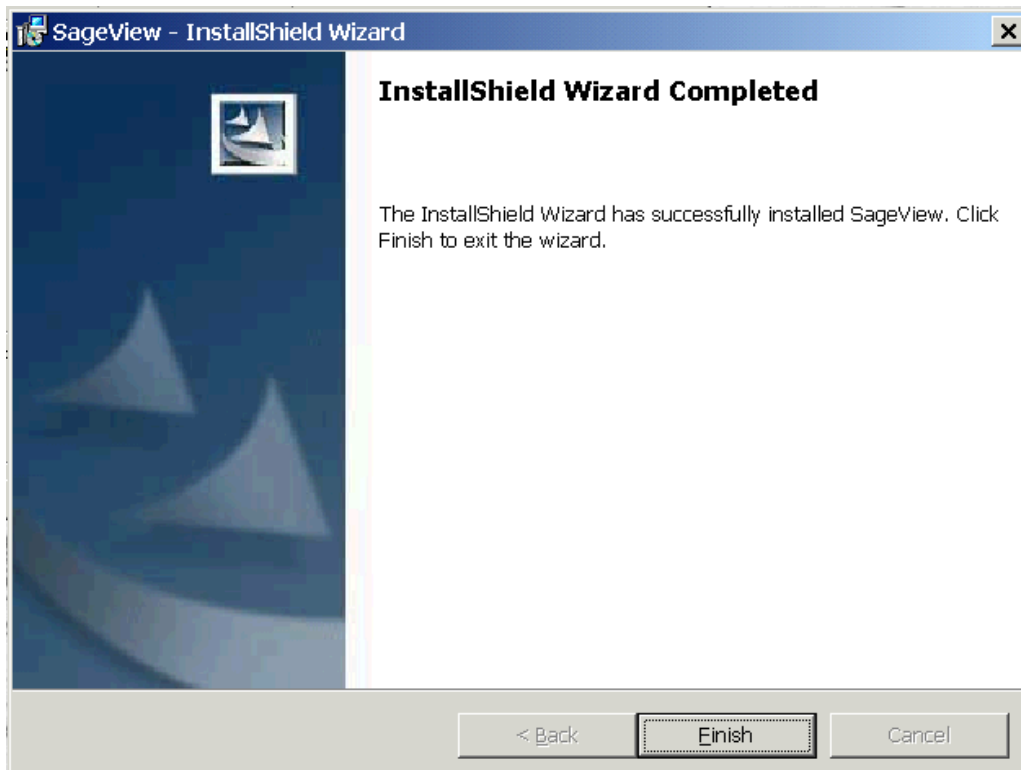 SageView - InstallShield Wizard
InstallShield Wizard Completed
The InstallShield Wizard has successfully installed SageView. Click
Finish to exit the wizard.
< Back Finish Cancel